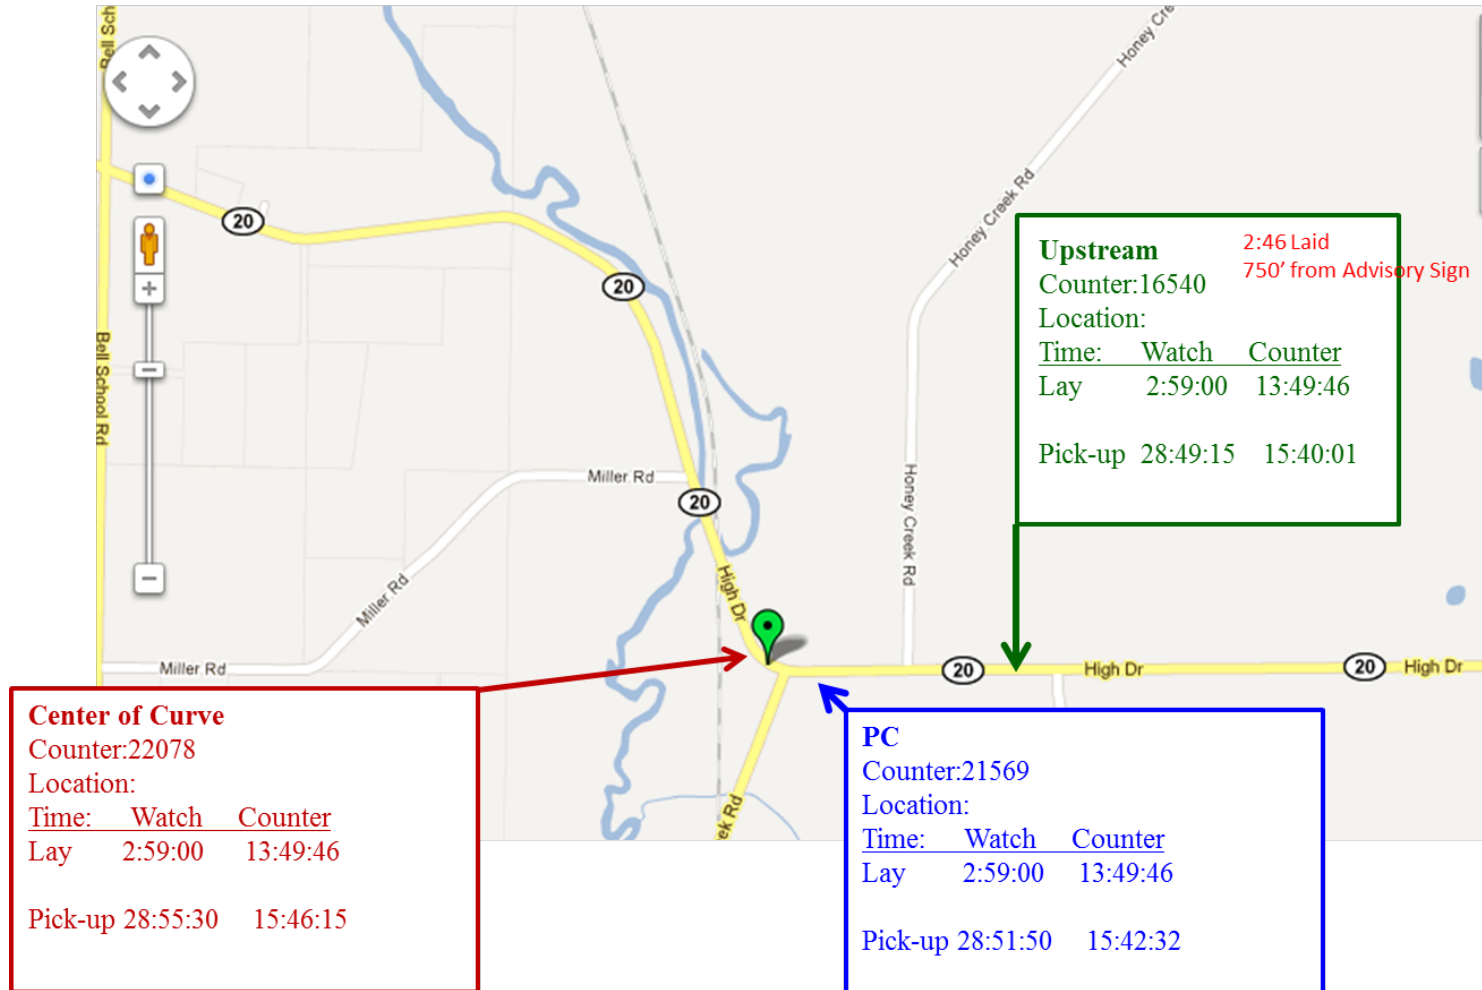 Bell Sch
Honey Cre
20
20
Honey Creek Rd
Bell School Rd
Upstream
2:46 Laid
750' from Advisory Sign
Counter:16540
Location:
Time: Watch Counter
Lay 2:59:00 13:49:46
Pick-up 28:49:15 15:40:01
Miller Rd
20
Honey Creek Rd
High Dr
Miller Rd
Miller Rd
20
High Dr
20
High Dr
Center of Curve
Counter:22078
Location:
Time: Watch Counter
Lay 2:59:00 13:49:46
Pick-up 28:55:30 15:46:15
ek Rd
PC
Counter:21569
Location:
Time: Watch Counter
Lay 2:59:00 13:49:46
Pick-up 28:51:50 15:42:32